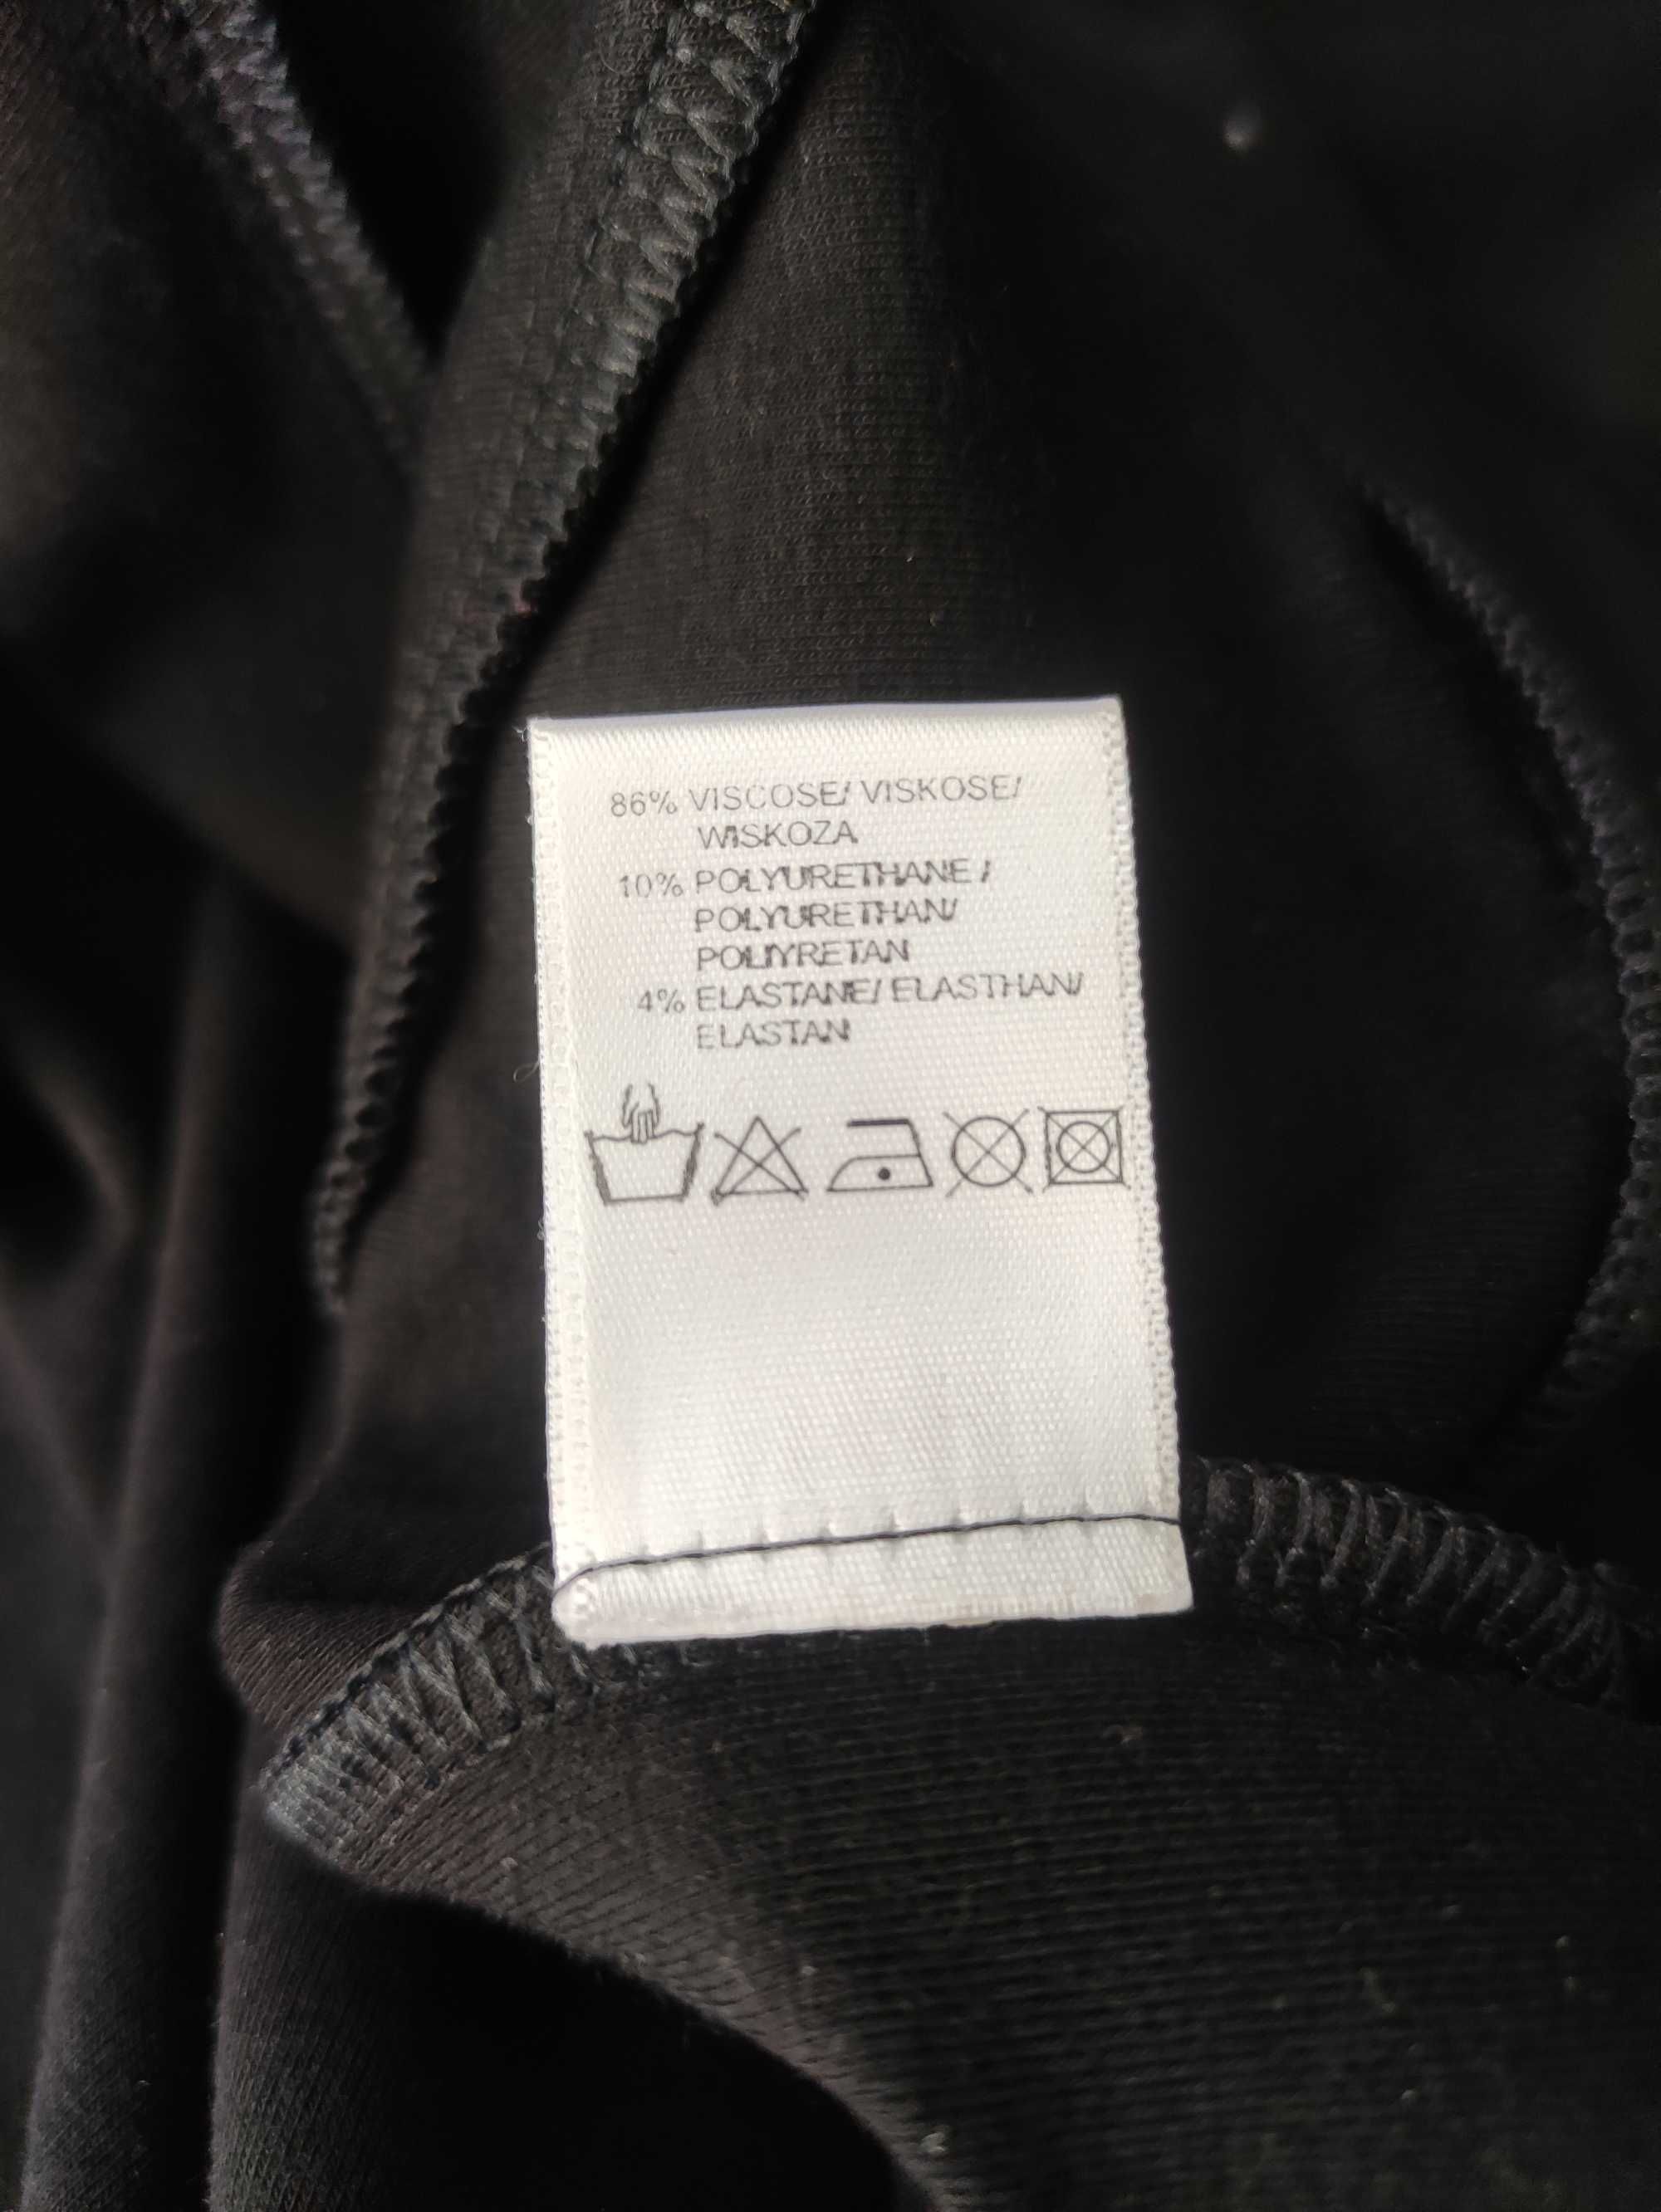 86% VISCOSE/ VISKOSE/
WISKOZA
10% POLYURETHANE /
POLYURETHAN/
POLIYRETAN
4% ELASTANE/ ELASTHAN/
ELASTAN